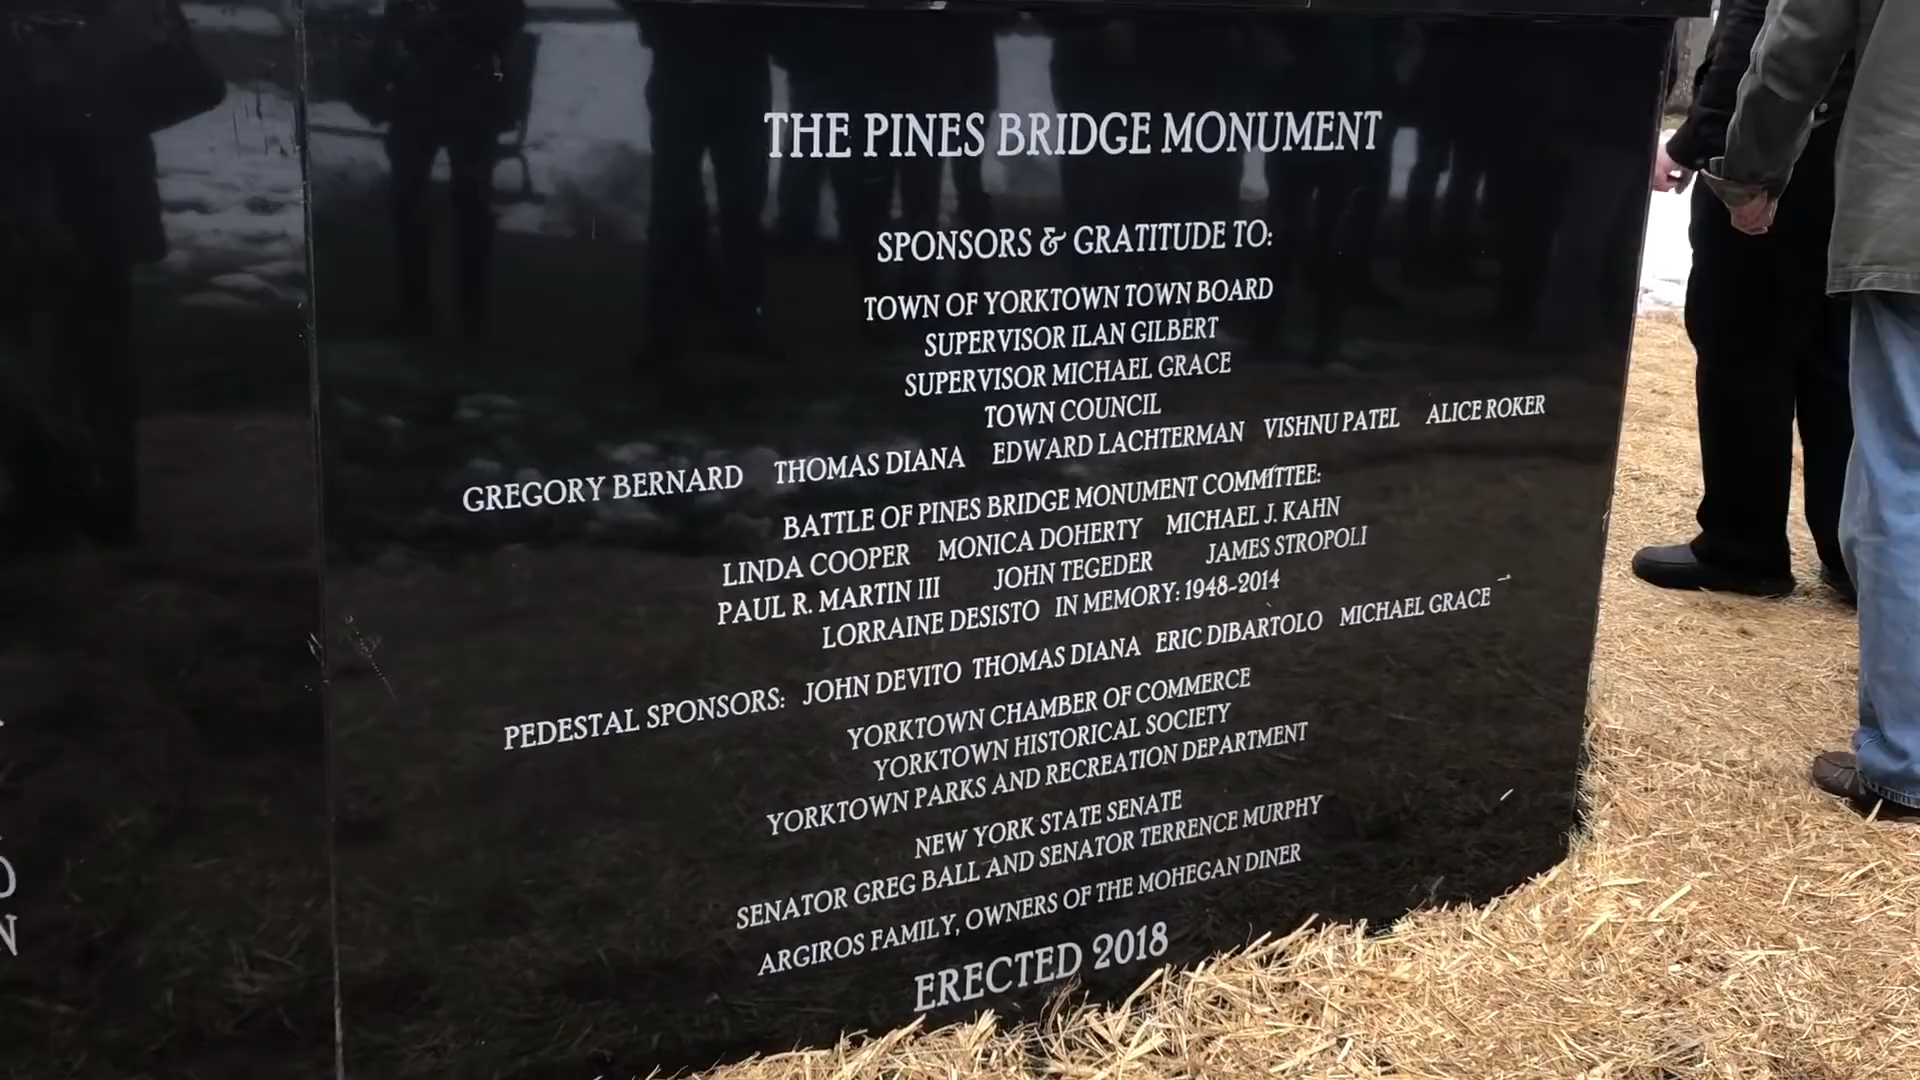 THE PINES BRIDGE MONUMENT
SPONSORS & GRATITUDE TO:
TOWN OF YORKTOWN TOWN BOARD
SUPERVISOR ILAN GILBERT
SUPERVISOR MICHAEL GRACE
TOWN COUNCIL
GREGORY BERNARD THOMAS DIANA EDWARD LACHTERMAN VISHNU PATEL ALICE ROKER
BATTLE OF PINES BRIDGE MONUMENT COMMITTEE:
LINDA COOPER MONICA DOHERTY MICHAEL J. KAHN
PAUL R. MARTIN III JOHN TEGEDER JAMES STROPOLI
LORRAINE DESISTO IN MEMORY: 1948-2014
PEDESTAL SPONSORS: JOHN DEVITO THOMAS DIANA ERIC DIBARTOLO MICHAEL GRACE
YORKTOWN CHAMBER OF COMMERCE
YORKTOWN HISTORICAL SOCIETY
YORKTOWN PARKS AND RECREATION DEPARTMENT
NEW YORK STATE SENATE
SENATOR GREG BALL AND SENATOR TERRENCE MURPHY
ARGIROS FAMILY, OWNERS OF THE MOHEGAN DINER
ERECTED 2018